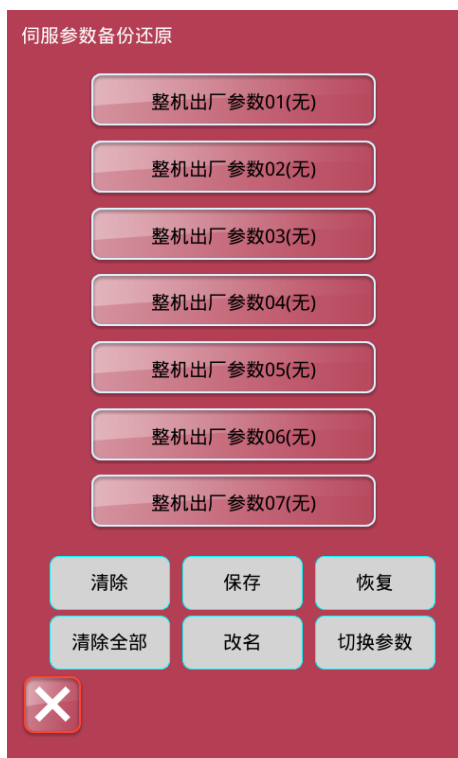 伺服参数备份还原
整机出厂参数01(无)
整机出厂参数02(无)
整机出厂参数03(无)
整机出厂参数04(无)
整机出厂参数05(无)
整机出厂参数06(无)
整机出厂参数07(无)
清除 保存 恢复
清除全部 改名 切换参数